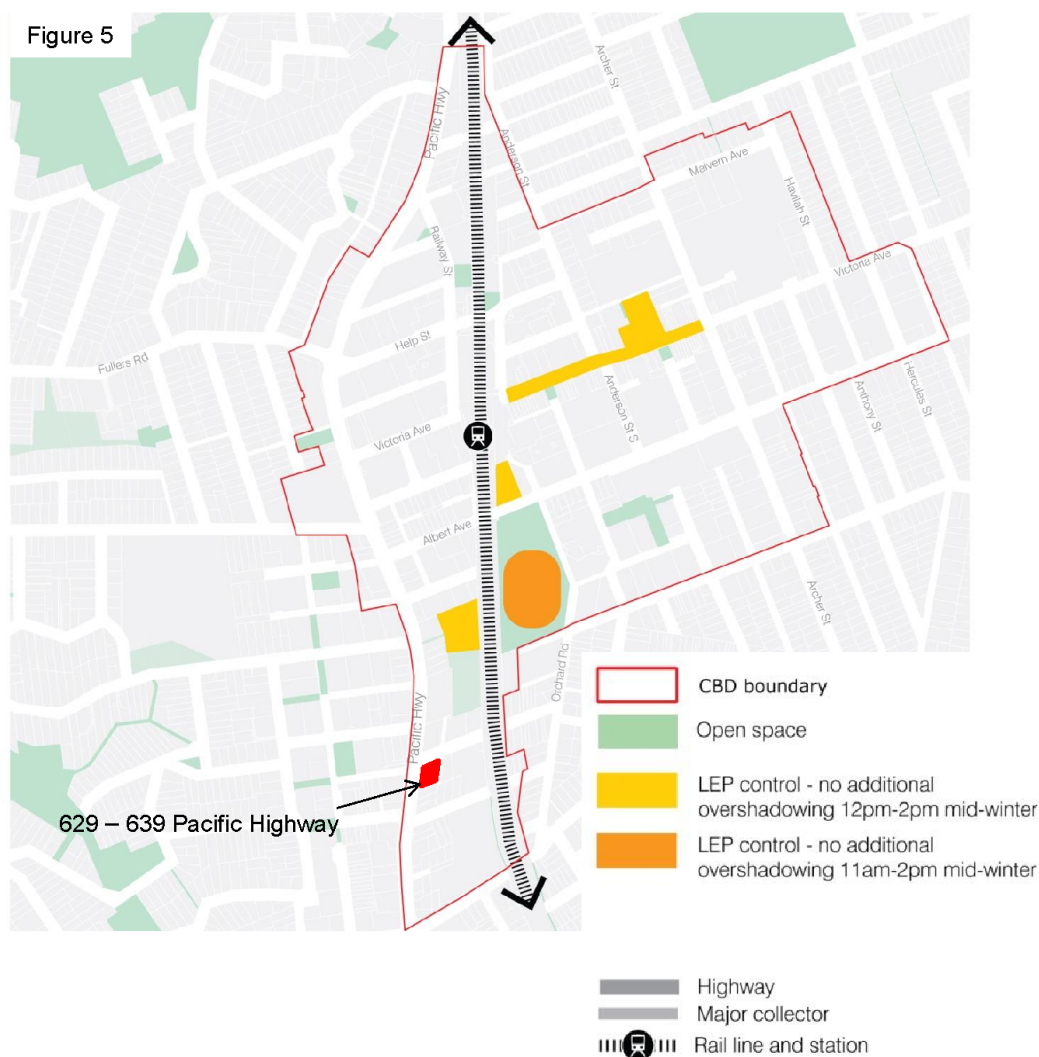 Figure 5
Archer St
Pacific Hwy
Anderson St
Malvern Ave
Havilah St
Railway St
Victoria Ave
Help St
Fullers Rd
Anderson St S
Anthony St
Hercules St
Victoria Ave
Albert Ave
Archer St
Orchard Rd
Pacific Hwy
629 – 639 Pacific Highway
CBD boundary
Open space
LEP control - no additional
overshadowing 12pm-2pm mid-winter
LEP control - no additional
overshadowing 11am-2pm mid-winter
Highway
Major collector
Rail line and station